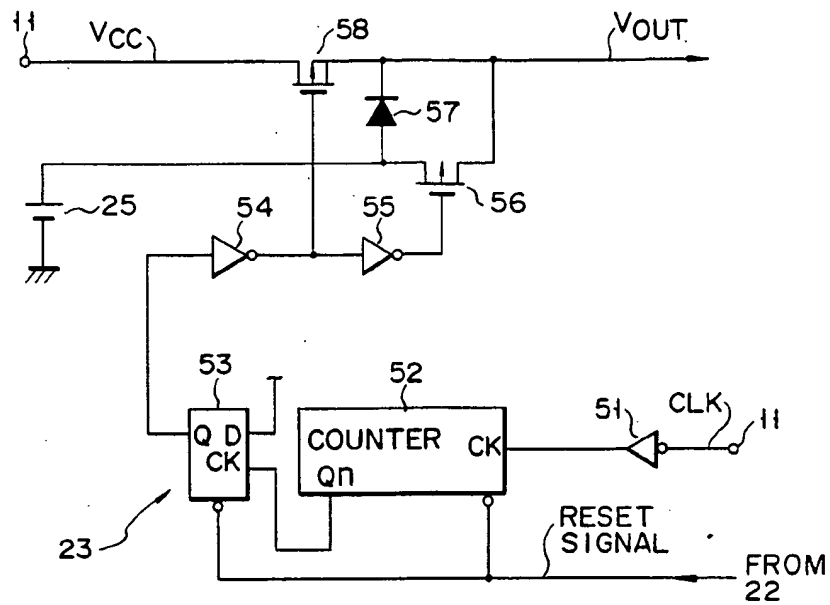 11
VCC
58
VOUT
57
25
54
55
56
53
52
51
CLK
11
Q D
CK
COUNTER
CK
Qn
23
RESET
SIGNAL
FROM
22